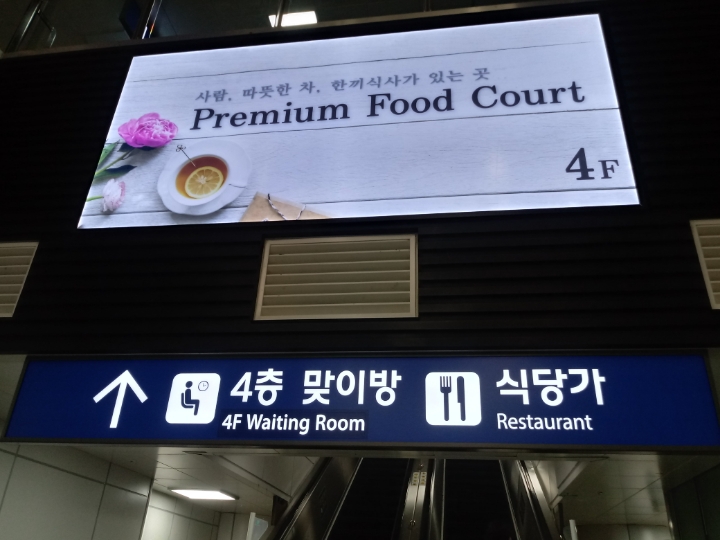 사람, 따뜻한 차, 한끼식사가 있는 곳
Premium Food Court
4F
4층 맞이방
4F Waiting Room
식당가
Restaurant